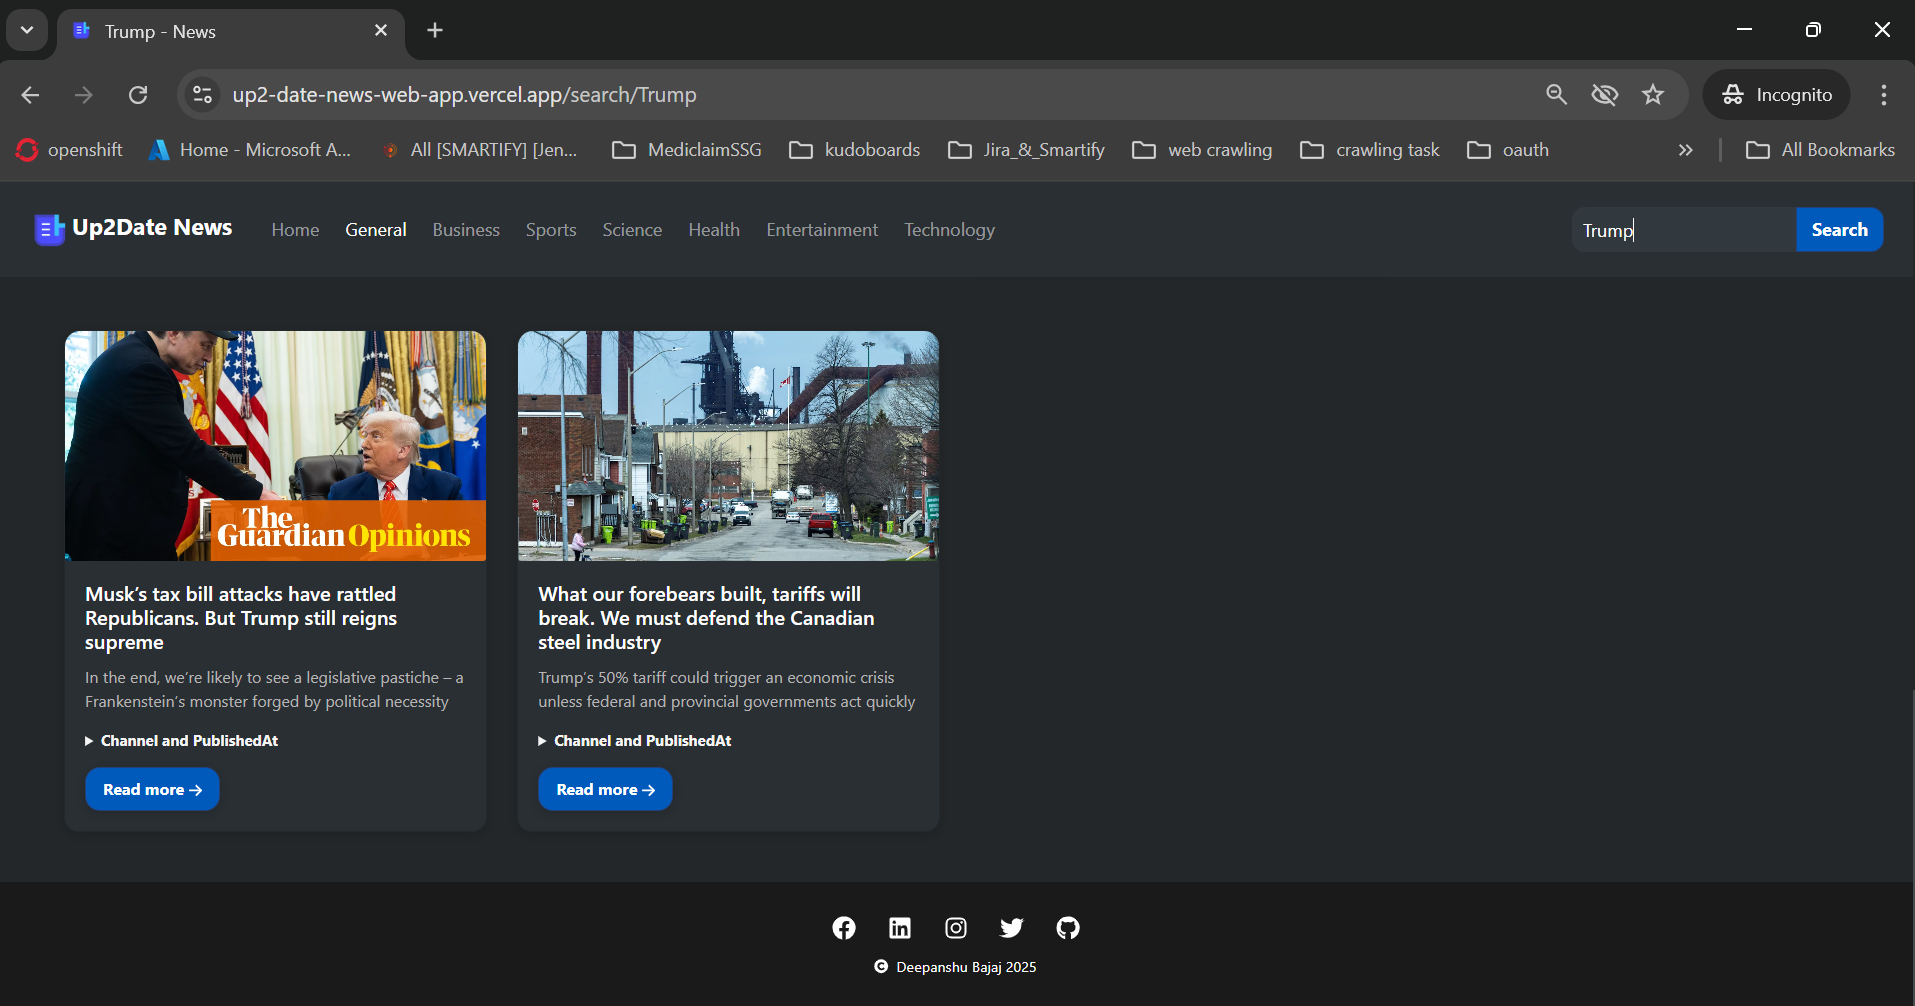 Trump - News
up2-date-news-web-app.vercel.app/search/Trump
Incognito
openshift
Home - Microsoft A...
All [SMARTIFY] [Jen...
MediclaimSSG
kudoboards
Jira_&_Smartify
web crawling
crawling task
oauth
All Bookmarks
Up2Date News
Home
General
Business
Sports
Science
Health
Entertainment
Technology
Trump
Search
The
Guardian Opinions
Musk's tax bill attacks have rattled
Republicans. But Trump still reigns
supreme
In the end, we're likely to see a legislative pastiche – a
Frankenstein's monster forged by political necessity
Channel and PublishedAt
Read more →
What our forebears built, tariffs will
break. We must defend the Canadian
steel industry
Trump's 50% tariff could trigger an economic crisis
unless federal and provincial governments act quickly
Channel and PublishedAt
Read more →
© Deepanshu Bajaj 2025